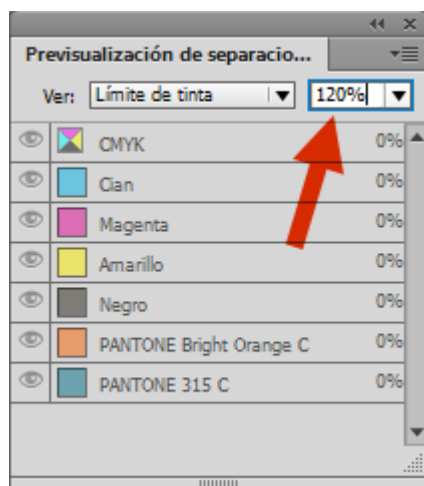 Previsualización de separacio...
Ver: Límite de tinta 120%
CMYK 0%
Cian 0%
Magenta 0%
Amarillo 0%
Negro 0%
PANTONE Bright Orange C 0%
PANTONE 315 C 0%